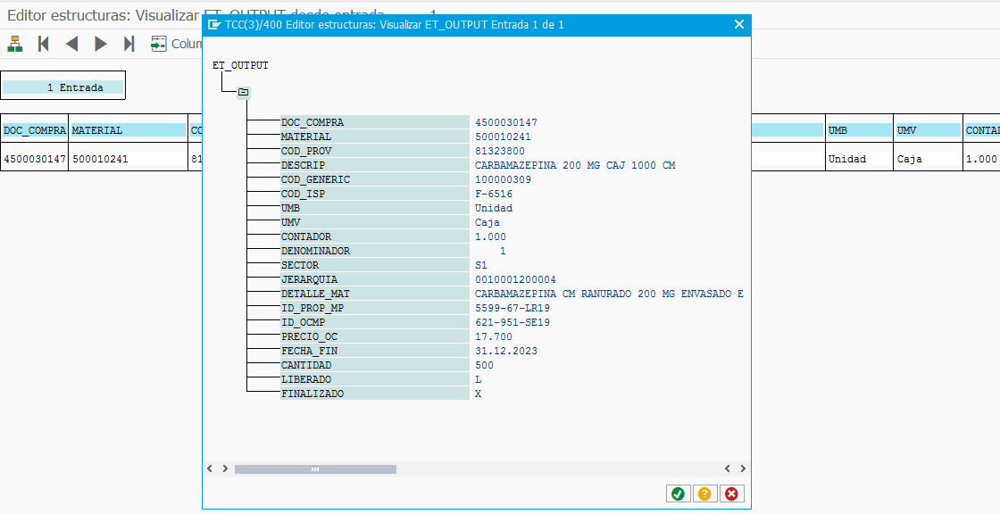 Editor estructuras: Visualizar ET_OUTPUT desde entrada 1
TCC(3)/400 Editor estructuras: Visualizar ET_OUTPUT Entrada 1 de 1
Colum
1 Entrada
DOC_COMPRA MATERIAL CO UMB UMV CONTAD
4500030147 500010241 81 Unidad Caja 1.000
ET_OUTPUT
DOC_COMPRA 4500030147
MATERIAL 500010241
COD_PROV 81323800
DESCRIP CARBAMAZEPINA 200 MG CAJ 1000 CM
COD_GENERIC 100000309
COD_ISP F-6516
UMB Unidad
UMV Caja
CONTADOR 1.000
DENOMINADOR 1
SECTOR S1
JERARQUIA 0010001200004
DETALLE_MAT CARBAMAZEPINA CM RANURADO 200 MG ENVASADO E
ID_PROP_MP 5599-67-LR19
ID_OCMP 621-951-SE19
PRECIO_OC 17.700
FECHA_FIN 31.12.2023
CANTIDAD 500
LIBERADO L
FINALIZADO X